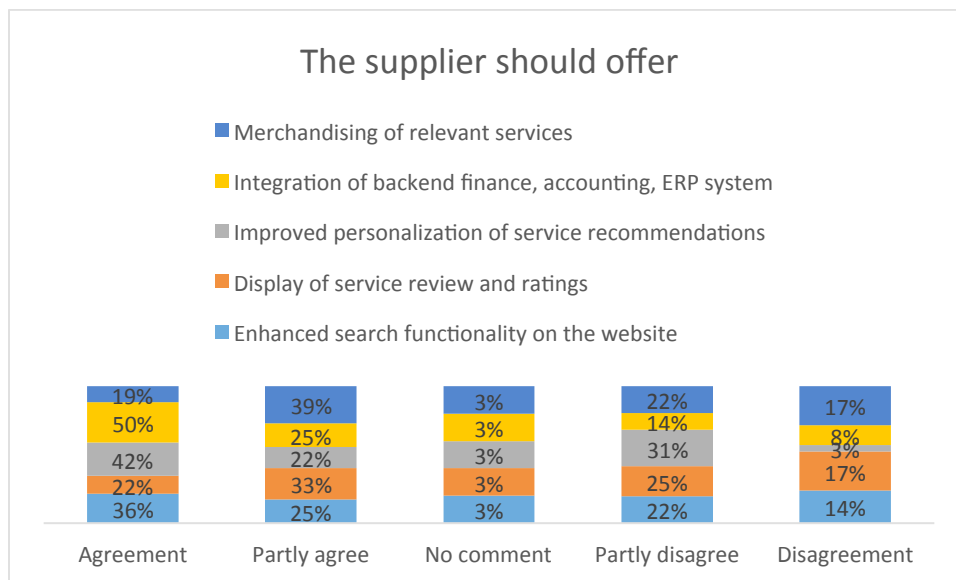 The supplier should offer
Merchandising of relevant services
Integration of backend finance, accounting, ERP system
Improved personalization of service recommendations
Display of service review and ratings
Enhanced search functionality on the website
19% 39% 3% 22% 17%
50% 25% 3% 14% 8%
42% 22% 3% 31% 3%
22% 33% 3% 25% 17%
36% 25% 3% 22% 14%
Agreement Partly agree No comment Partly disagree Disagreement